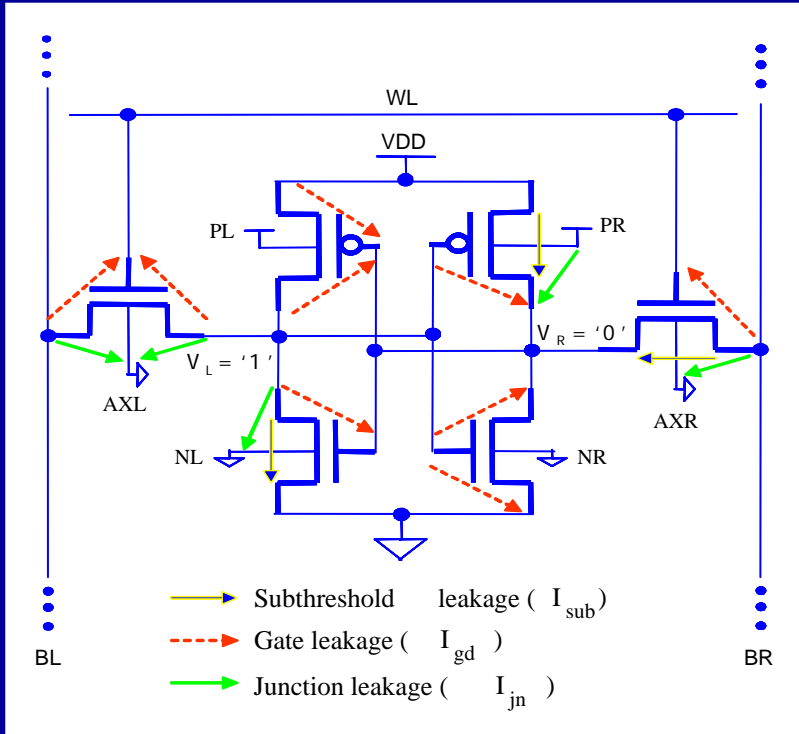 WL
VDD
PL
PR
V L = '1'
V R = '0'
AXL
AXR
NL
NR
Subthreshold leakage ( I sub)
Gate leakage ( I gd )
Junction leakage ( I jn )
BL
BR